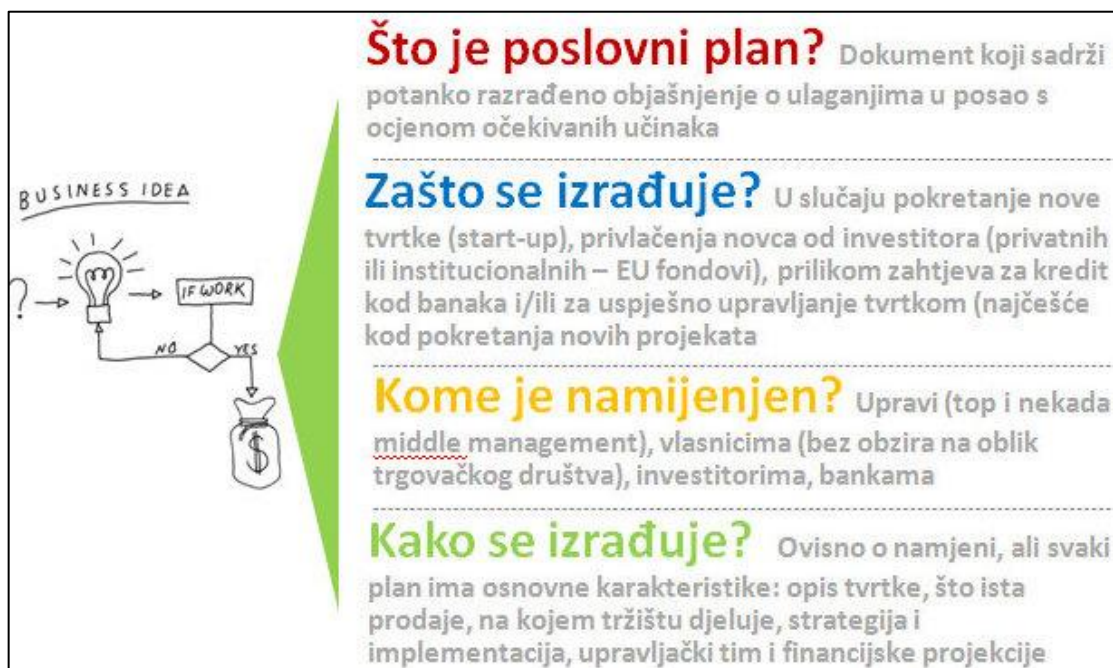 BUSINESS IDEA
?
IF WORK
NO
YES
$
Što je poslovni plan? Dokument koji sadrži
potanko razrađeno objašnjenje o ulaganjima u posao s
ocjenom očekivanih učinaka
Zašto se izrađuje? U slučaju pokretanje nove
tvrtke (start-up), privlačenja novca od investitora (privatnih
ili institucionalnih – EU fondovi), prilikom zahtjeva za kredit
kod banaka i/ili za uspješno upravljanje tvrtkom (najčešće
kod pokretanja novih projekata
Kome je namijenjen? Upravi (top i nekada
middle management), vlasnicima (bez obzira na oblik
trgovačkog društva), investitorima, bankama
Kako se izrađuje? Ovisno o namjeni, ali svaki
plan ima osnovne karakteristike: opis tvrtke, što ista
prodaje, na kojem tržištu djeluje, strategija i
implementacija, upravljački tim i financijske projekcije